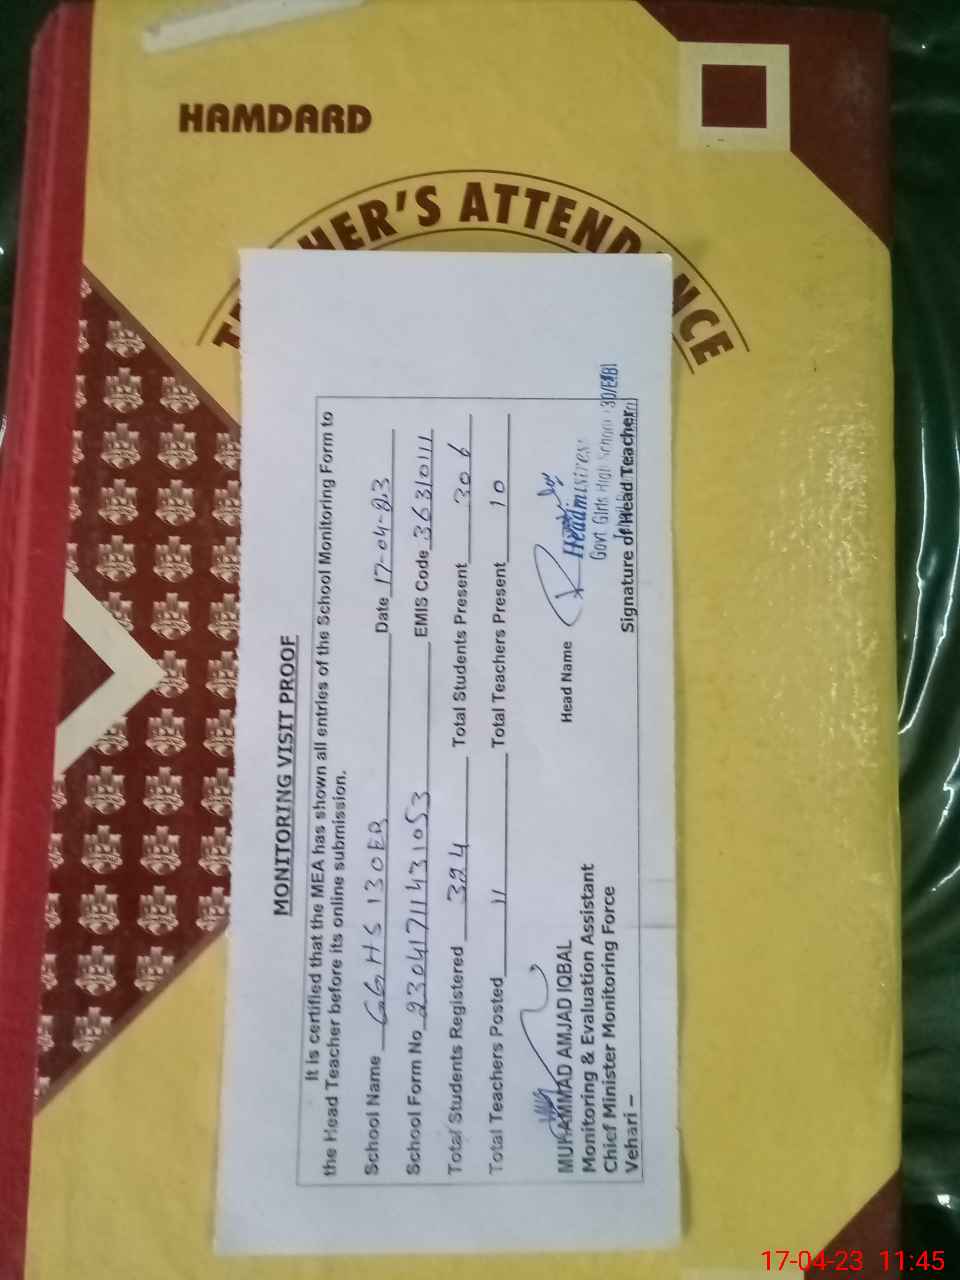 HAMDARD
HER'S ATTEND NCE
MONITORING VISIT PROOF
It is certified that the MEA has shown all entries of the School Monitoring Form to
the Head Teacher before its online submission.
School Name GGHS 130EB Date 17-04-23
School Form No 23041711431053 EMIS Code 36310111
Total Students Registered 324 Total Students Present 306
Total Teachers Posted 11 Total Teachers Present 10
MUHAMMAD AMJAD IQBAL Head Name
Headmistress
Monitoring & Evaluation Assistant
Govt Girls High School 130/E.B)
Chief Minister Monitoring Force
Signature of Head Teacher
Vehari –
17-04-23 11:45